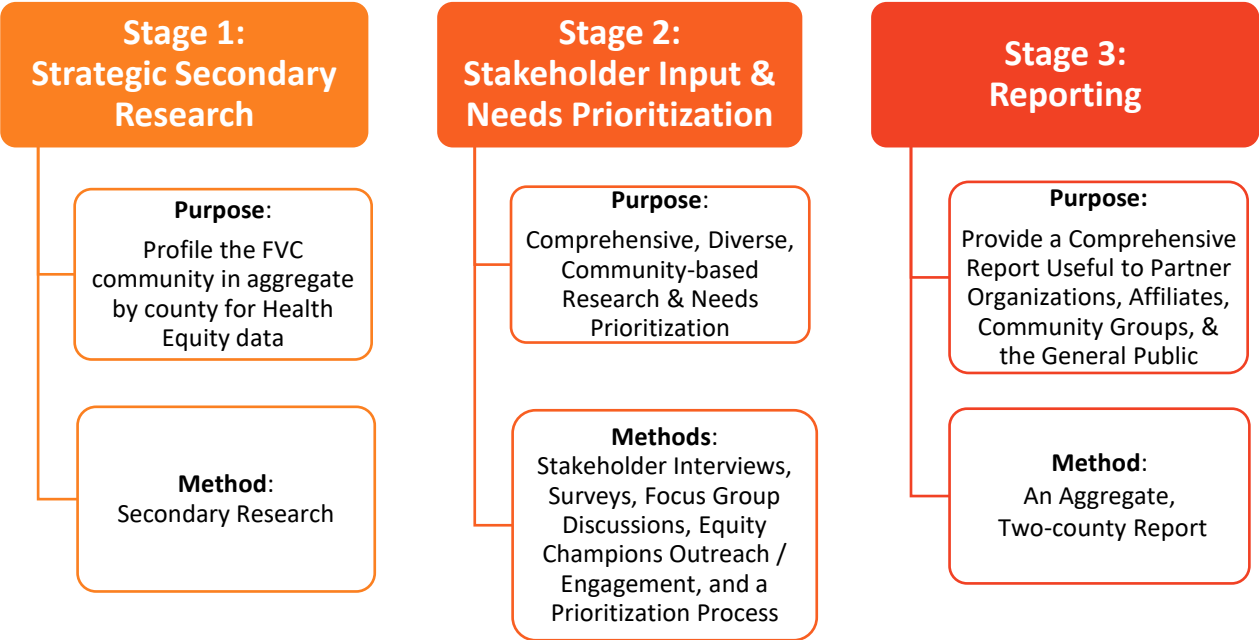 Stage 1:
Strategic Secondary
Research
Purpose:
Profile the FVC
community in aggregate
by county for Health
Equity data
Method:
Secondary Research
Stage 2:
Stakeholder Input &
Needs Prioritization
Purpose:
Comprehensive, Diverse,
Community-based
Research & Needs
Prioritization
Methods:
Stakeholder Interviews,
Surveys, Focus Group
Discussions, Equity
Champions Outreach /
Engagement, and a
Prioritization Process
Stage 3:
Reporting
Purpose:
Provide a Comprehensive
Report Useful to Partner
Organizations, Affiliates,
Community Groups, &
the General Public
Method:
An Aggregate,
Two-county Report